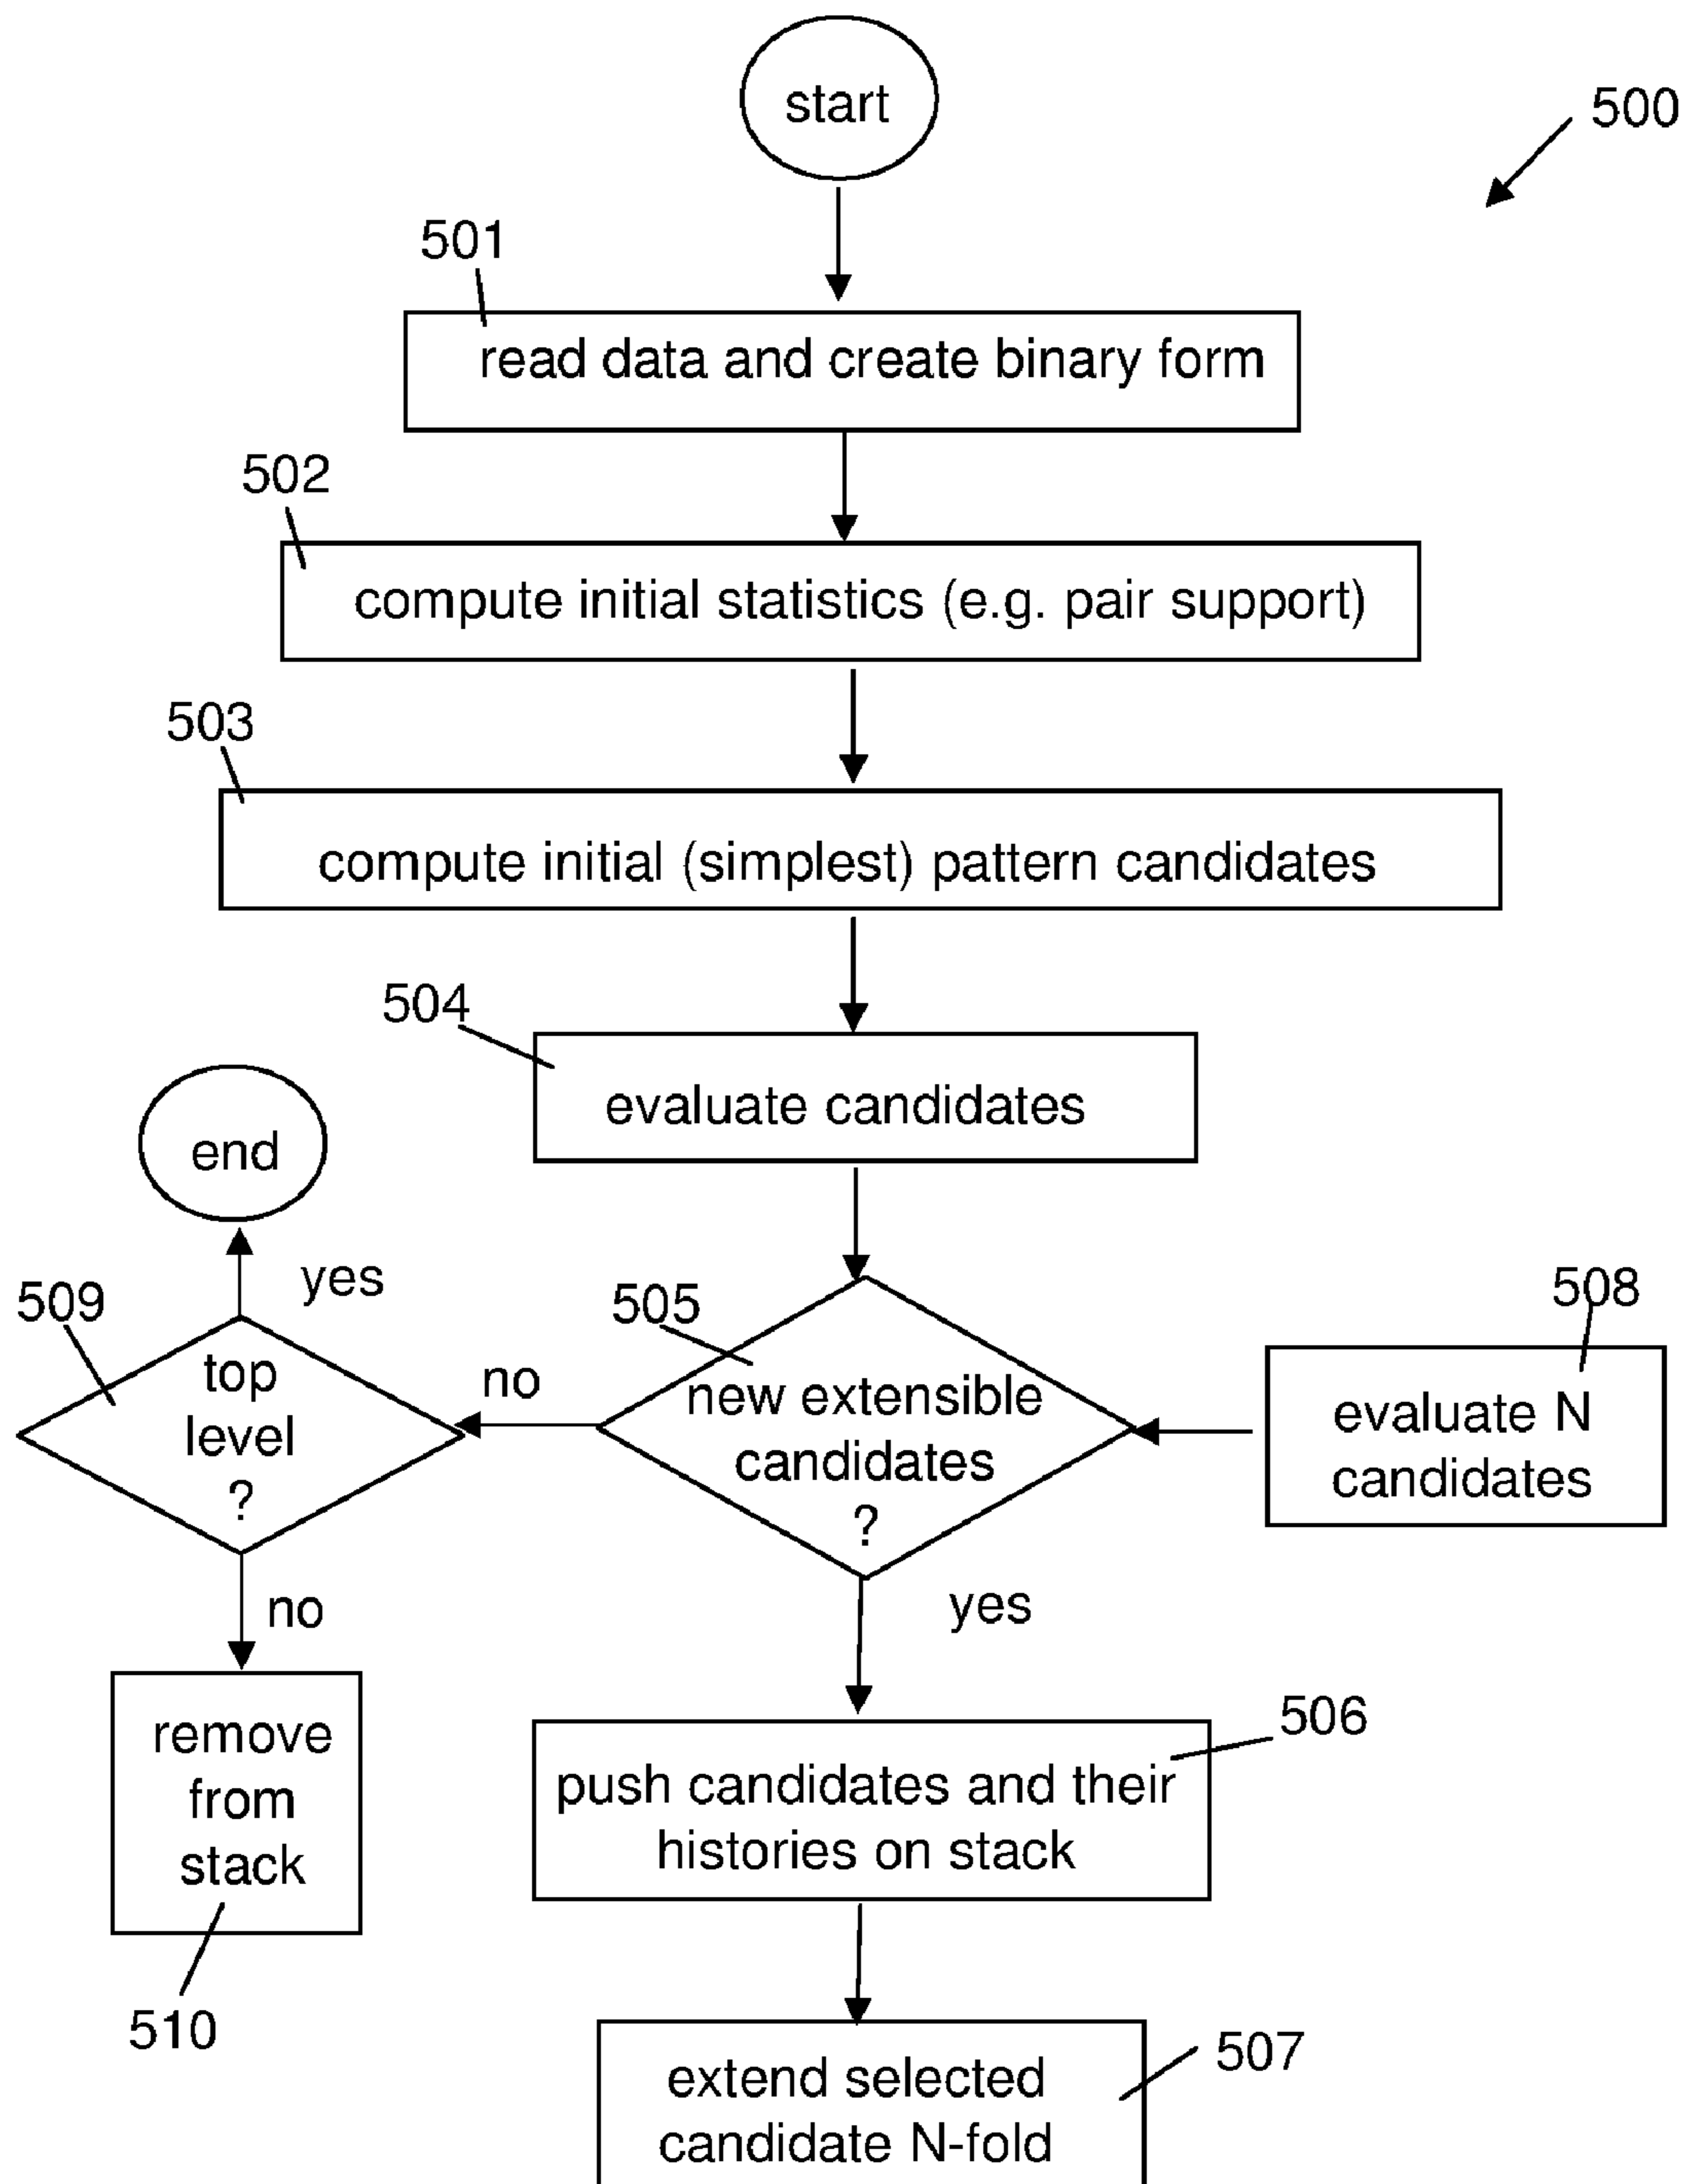 start
500
501
read data and create binary form
502
compute initial statistics (e.g. pair support)
503
compute initial (simplest) pattern candidates
504
evaluate candidates
end
yes
509
top
level
?
no
505
new extensible
candidates
?
508
evaluate N
candidates
no
yes
remove
from
stack
510
506
push candidates and their
histories on stack
507
extend selected
candidate N-fold